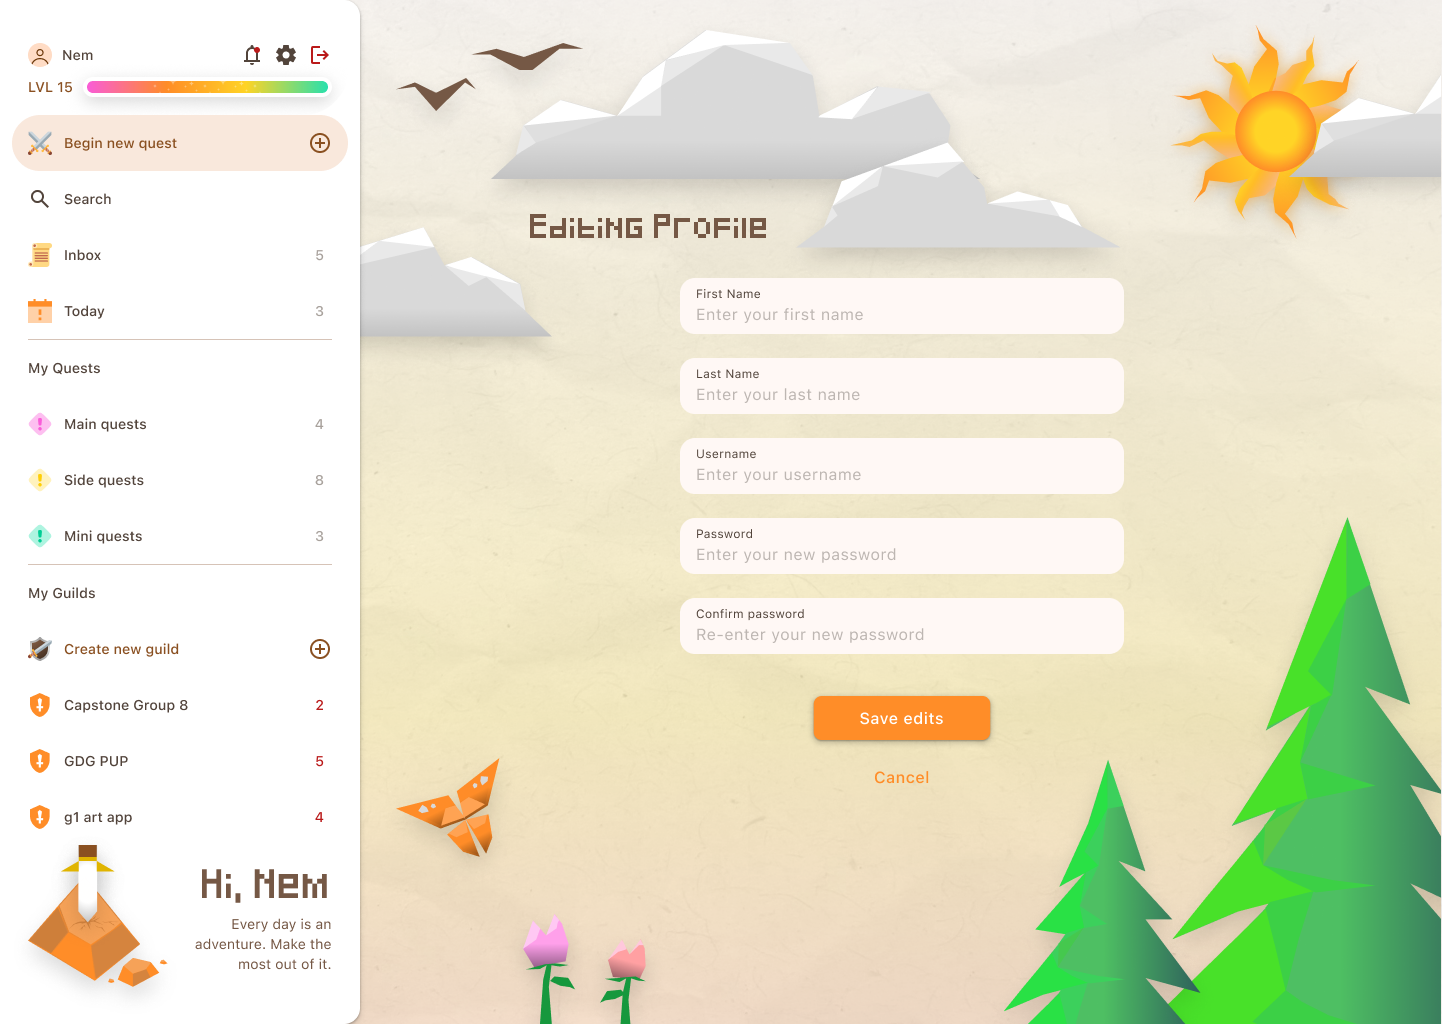 Nem
LVL 15
Begin new quest
Search
Inbox 5
Today 3
My Quests
Main quests 4
Side quests 8
Mini quests 3
My Guilds
Create new guild
Capstone Group 8 2
GDG PUP 5
g1 art app 4
Hi, Nem
Every day is an
adventure. Make the
most out of it.
Editing Profile
First Name
Enter your first name
Last Name
Enter your last name
Username
Enter your username
Password
Enter your new password
Confirm password
Re-enter your new password
Save edits
Cancel